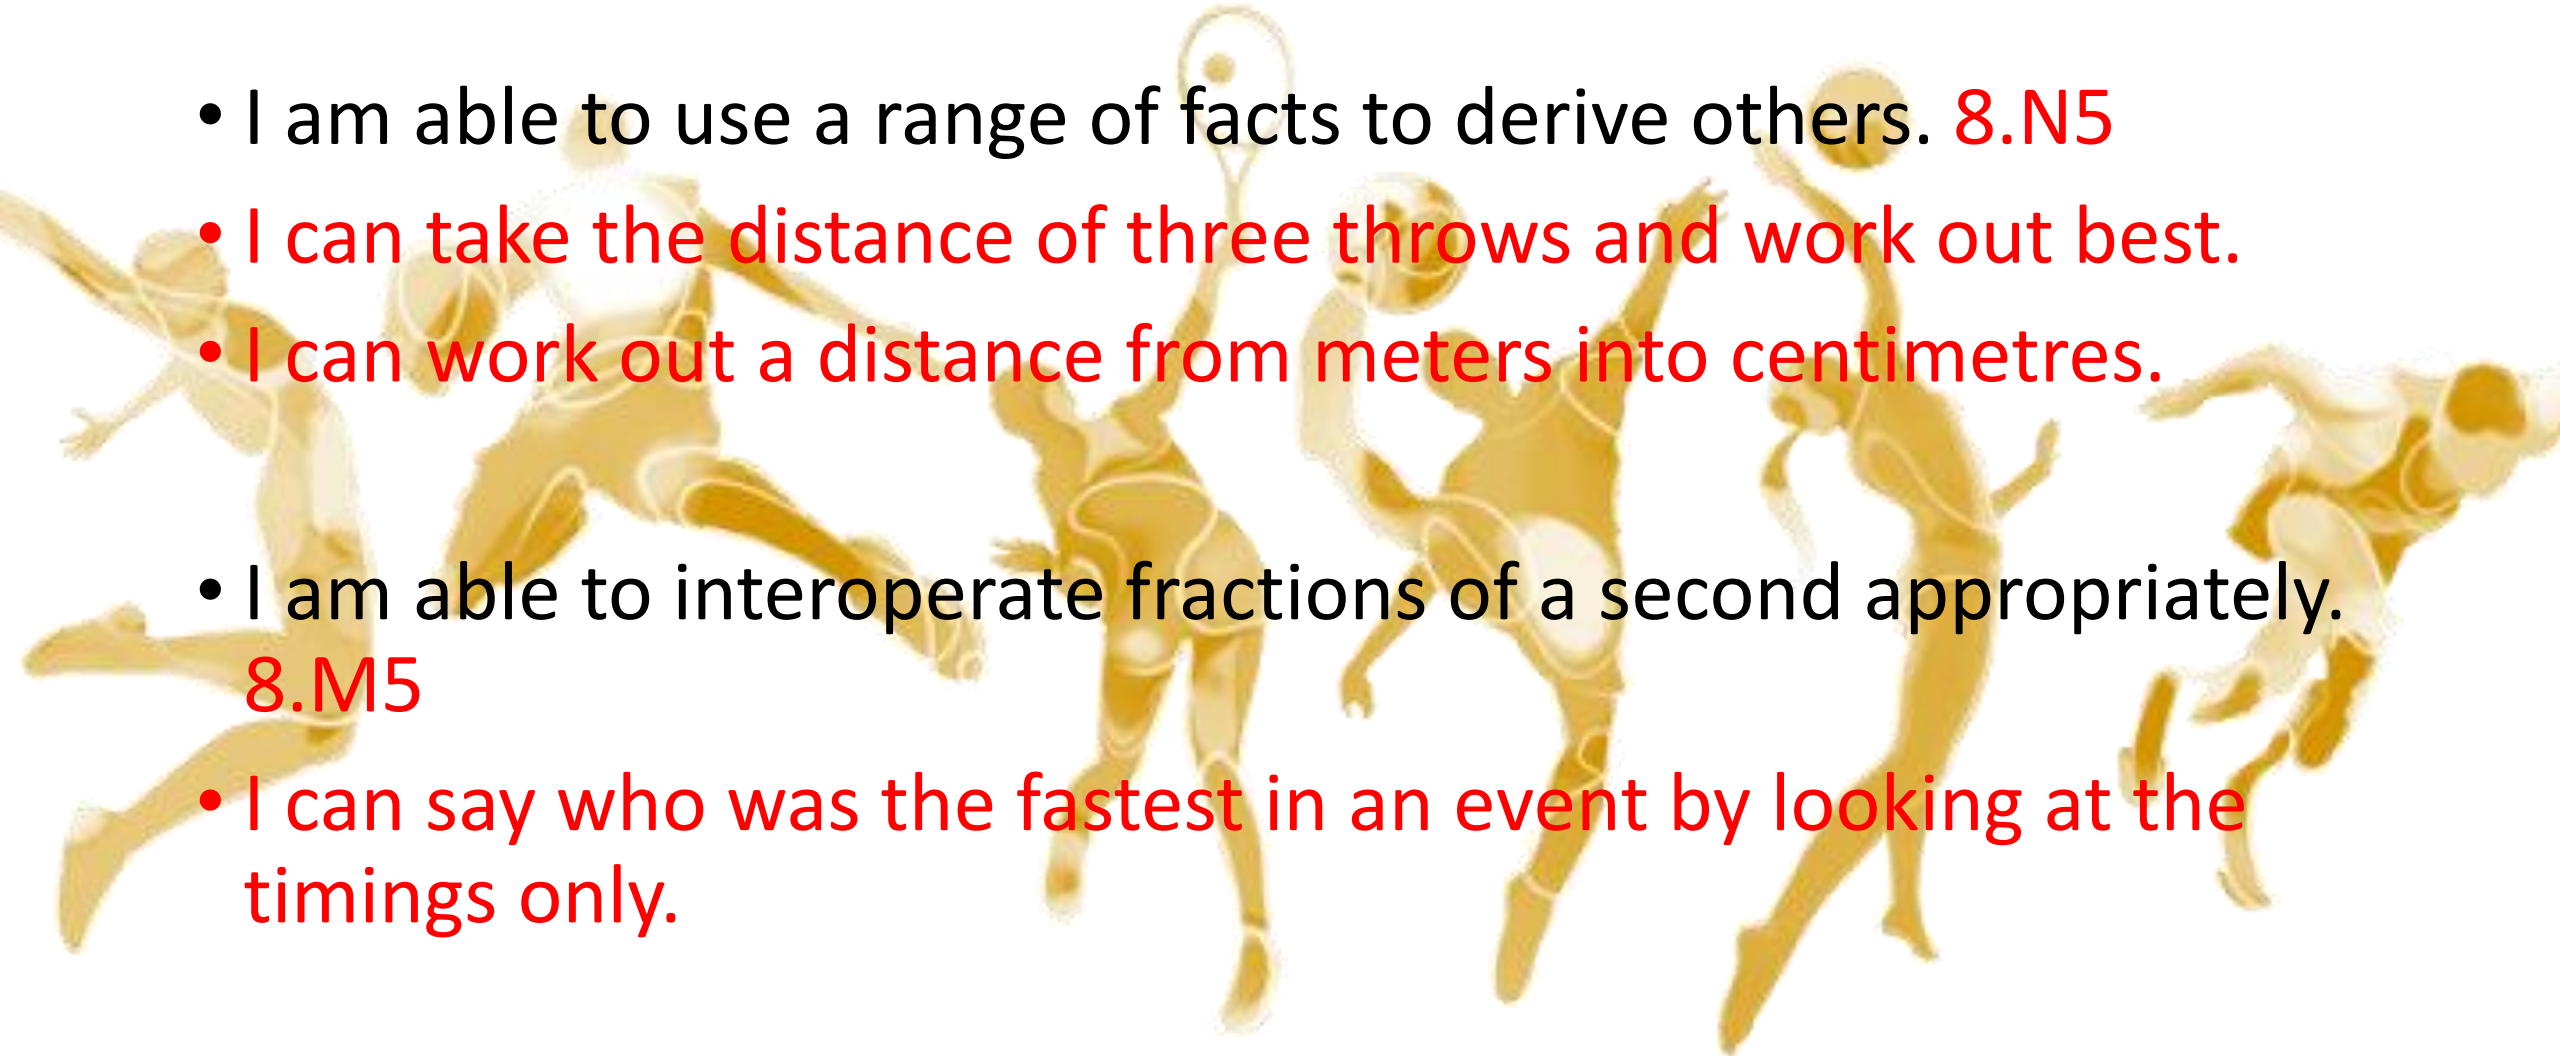 • I am able to use a range of facts to derive others. 8.N5
• I can take the distance of three throws and work out best.
• I can work out a distance from meters into centimetres.
• I am able to interoperate fractions of a second appropriately.
8.M5
• I can say who was the fastest in an event by looking at the
timings only.